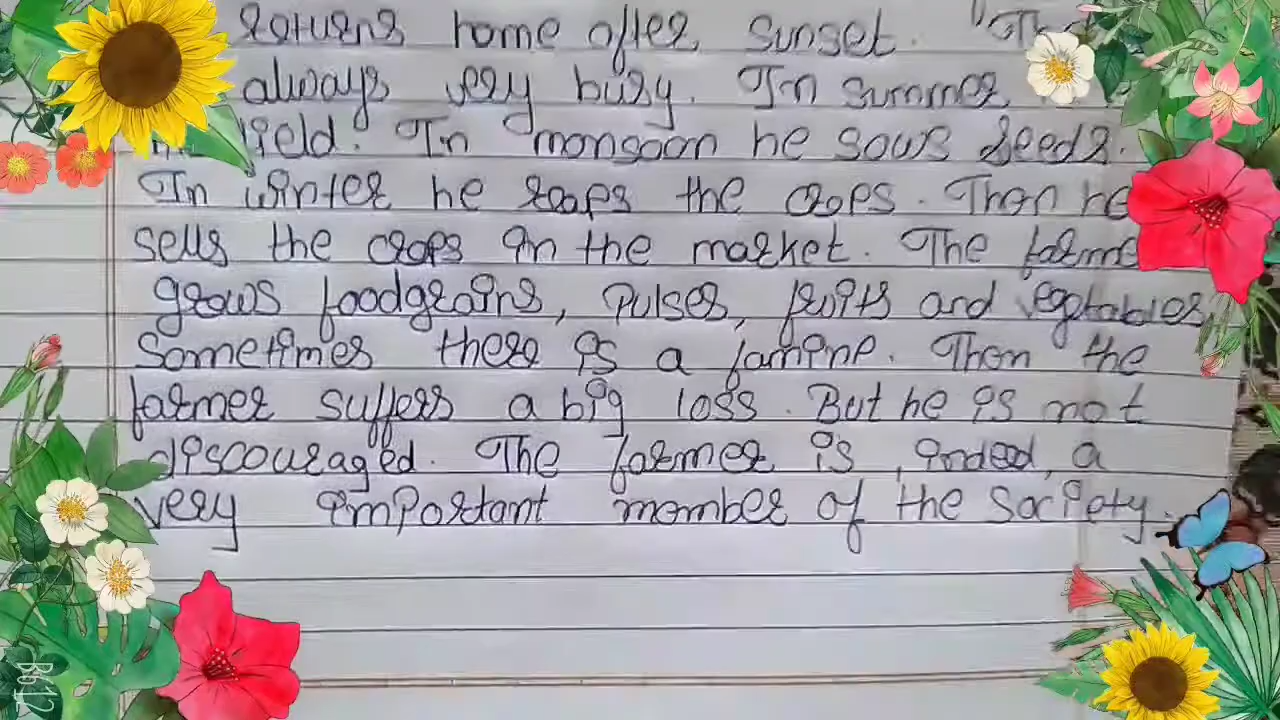 returns home after sunset. "Th
always very busy. In summer
field. In monsoon he sows seeds.
In winter he reaps the crops. Then he
sells the crops in the market. The farme
grows foodgrains, pulses, fruits and vegetables.
Sometimes there is a famine. Then the
farmer suffers a big loss. But he is not
discouraged. The farmer is, indeed, a
very important member of the society.
B612